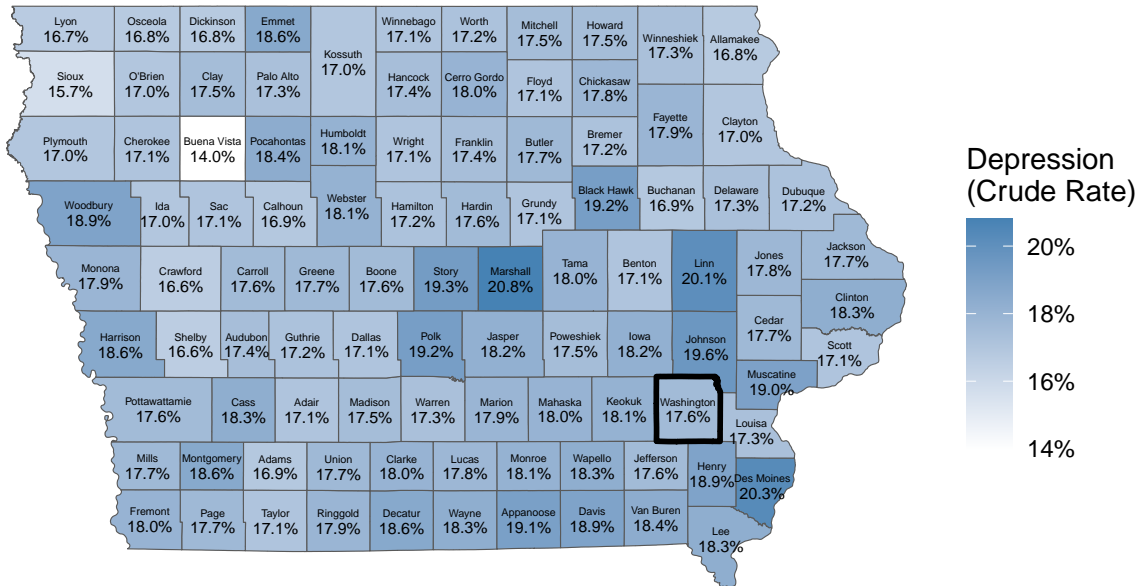 Lyon
16.7%
Osceola
16.8%
Dickinson
16.8%
Emmet
18.6%
Kossuth
17.0%
Winnebago
17.1%
Worth
17.2%
Mitchell
17.5%
Howard
17.5%
Winneshiek
17.3%
Allamakee
16.8%
Sioux
15.7%
O'Brien
17.0%
Clay
17.5%
Palo Alto
17.3%
Hancock
17.4%
Cerro Gordo
18.0%
Floyd
17.1%
Chickasaw
17.8%
Fayette
17.9%
Clayton
17.0%
Plymouth
17.0%
Cherokee
17.1%
Buena Vista
14.0%
Pocahontas
18.4%
Humboldt
18.1%
Wright
17.1%
Franklin
17.4%
Butler
17.7%
Bremer
17.2%
Woodbury
18.9%
Ida
17.0%
Sac
17.1%
Calhoun
16.9%
Webster
18.1%
Hamilton
17.2%
Hardin
17.6%
Grundy
17.1%
Black Hawk
19.2%
Buchanan
16.9%
Delaware
17.3%
Dubuque
17.2%
Monona
17.9%
Crawford
16.6%
Carroll
17.6%
Greene
17.7%
Boone
17.6%
Story
19.3%
Marshall
20.8%
Tama
18.0%
Benton
17.1%
Linn
20.1%
Jones
17.8%
Jackson
17.7%
Clinton
18.3%
Harrison
18.6%
Shelby
16.6%
Audubon
17.4%
Guthrie
17.2%
Dallas
17.1%
Polk
19.2%
Jasper
18.2%
Poweshiek
17.5%
Iowa
18.2%
Johnson
19.6%
Cedar
17.7%
Scott
17.1%
Muscatine
19.0%
Pottawattamie
17.6%
Cass
18.3%
Adair
17.1%
Madison
17.5%
Warren
17.3%
Marion
17.9%
Mahaska
18.0%
Keokuk
18.1%
Washington
17.6%
Louisa
17.3%
Mills
17.7%
Montgomery
18.6%
Adams
16.9%
Union
17.7%
Clarke
18.0%
Lucas
17.8%
Monroe
18.1%
Wapello
18.3%
Jefferson
17.6%
Henry
18.9%
Des Moines
20.3%
Fremont
18.0%
Page
17.7%
Taylor
17.1%
Ringgold
17.9%
Decatur
18.6%
Wayne
18.3%
Appanoose
19.1%
Davis
18.9%
Van Buren
18.4%
Lee
18.3%
Depression
(Crude Rate)
20%
18%
16%
14%